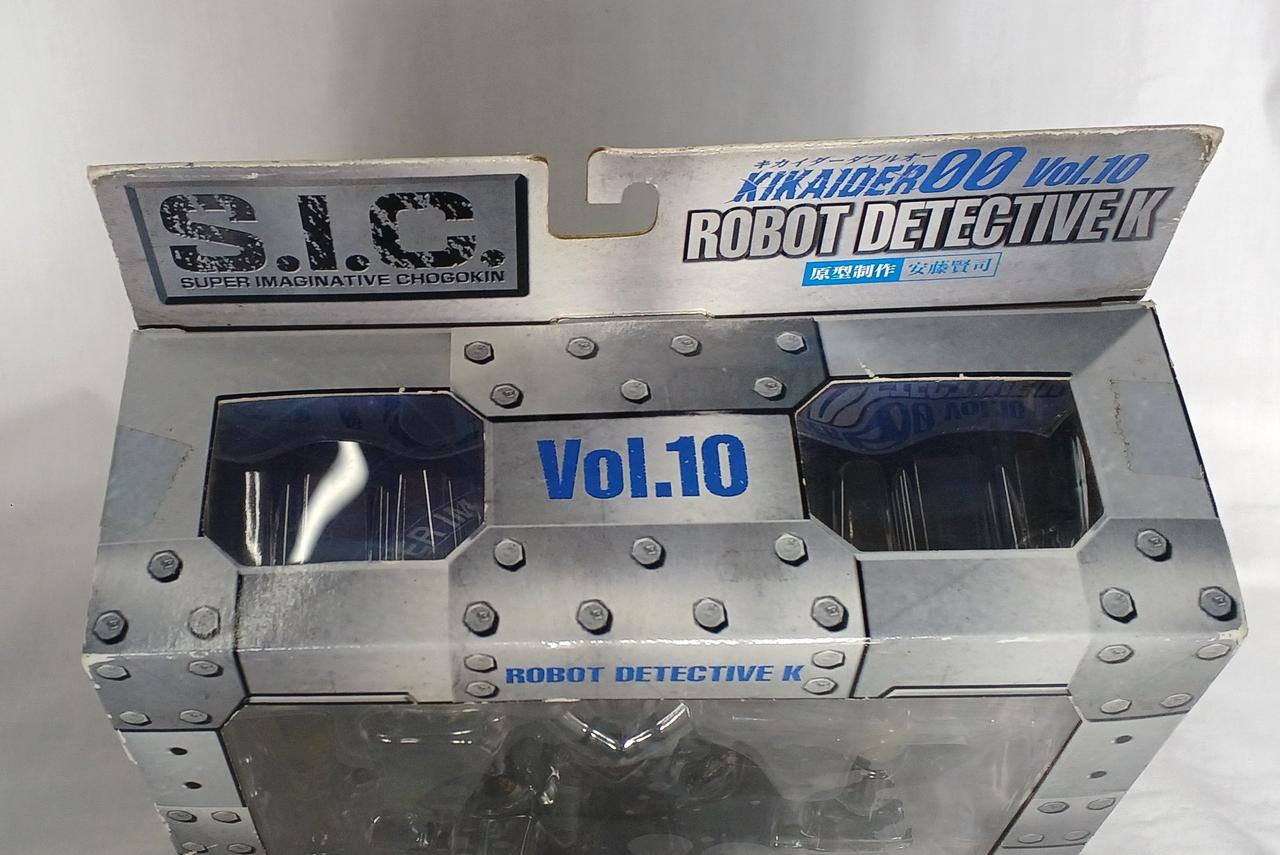 S.I.C.
SUPER IMAGINATIVE CHOGOKIN
キカイダーダブルオー
KIKAIDER00 Vol.10
ROBOT DETECTIVE K
原型制作 安藤賢司
Vol.10
ROBOT DETECTIVE K